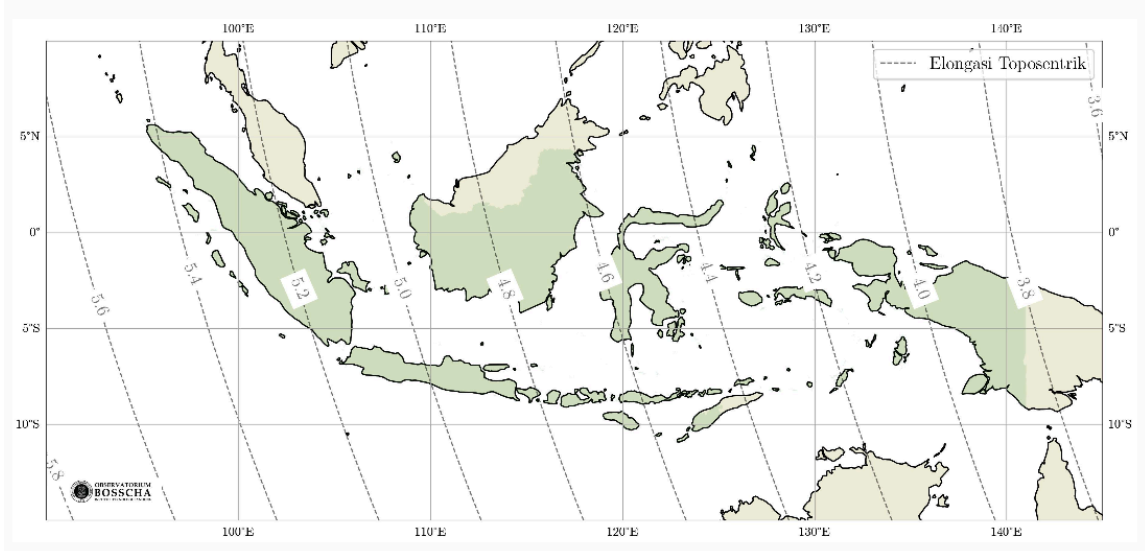 100°E 110°E 120°E 130°E 140°E
Elongasi Toposentrik
3.6
5°N 5°N
0° 0°
5.6 5.4 5.2 5.0 4.8 4.6 4.4 4.2 4.0 3.8
5°S 5°S
10°S 10°S
5.8
OBSERVATORIUM
BOSSCHA
100°E 110°E 120°E 130°E 140°E